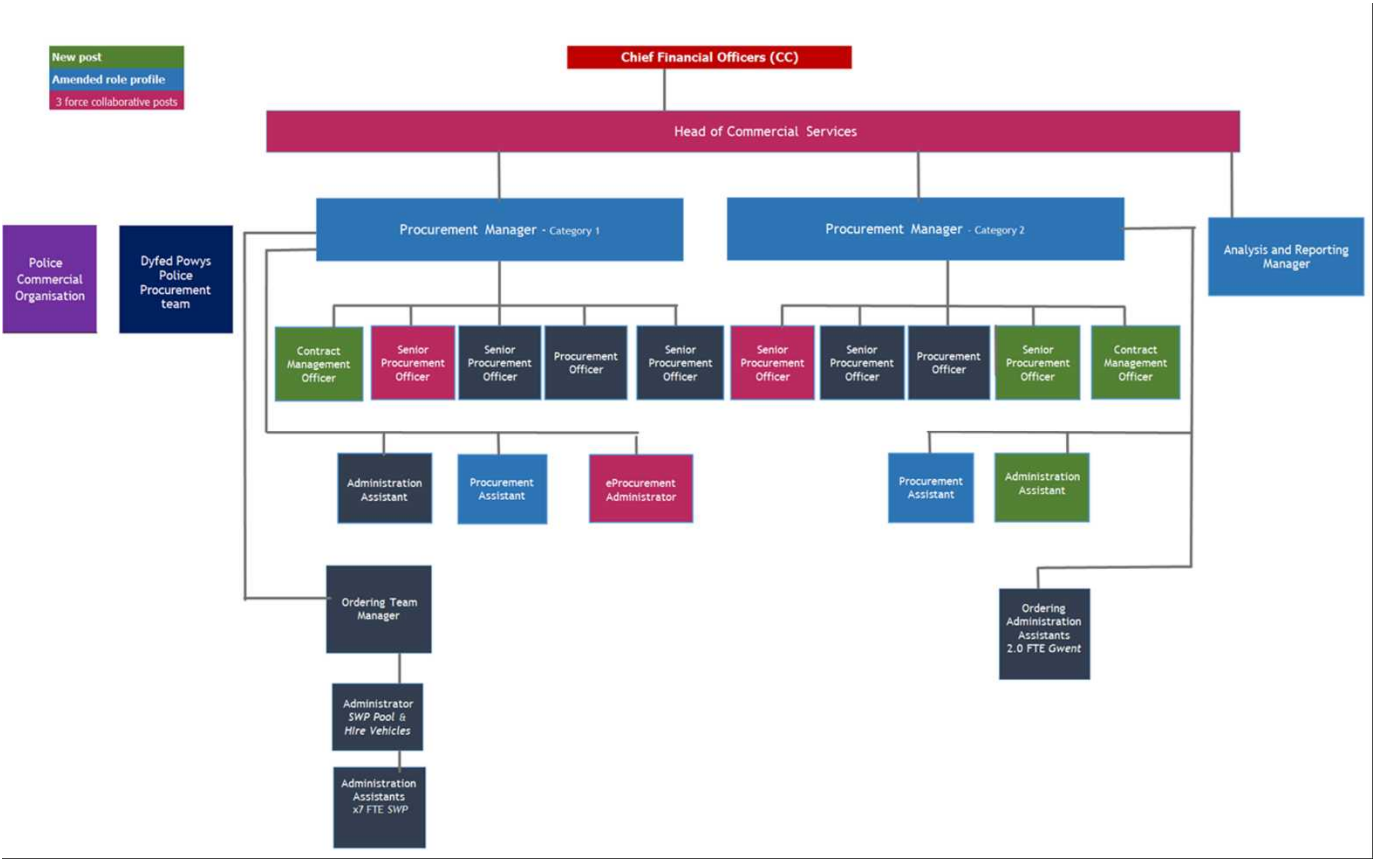 New post
Amended role profile
3 force collaborative posts
Chief Financial Officers (CC)
Head of Commercial Services
Police
Commercial
Organisation
Dyfed Powys
Police
Procurement
team
Procurement Manager - Category 1
Procurement Manager - Category 2
Analysis and Reporting
Manager
Contract
Management
Officer
Senior
Procurement
Officer
Senior
Procurement
Officer
Procurement
Officer
Senior
Procurement
Officer
Senior
Procurement
Officer
Senior
Procurement
Officer
Procurement
Officer
Senior
Procurement
Officer
Contract
Management
Officer
Administration
Assistant
Procurement
Assistant
eProcurement
Administrator
Procurement
Assistant
Administration
Assistant
Ordering Team
Manager
Ordering
Administration
Assistants
2.0 FTE Gwent
Administrator
SWP Pool &
Hire Vehicles
Administration
Assistants
x7 FTE SWP